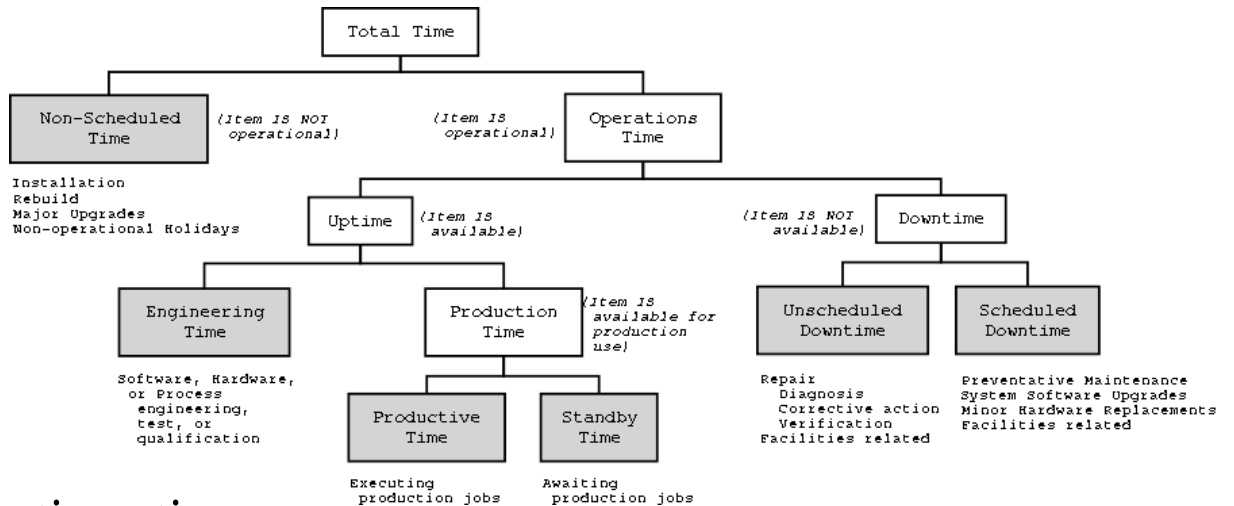 Total Time
Non-Scheduled
Time
(Item IS NOT
operational)
(Item IS
operational)
Operations
Time
Installation
Rebuild
Major Upgrades
Non-operational Holidays
Uptime
(Item IS
available)
(Item IS NOT
available)
Downtime
Engineering
Time
Production
Time
(Item IS
available for
production
use)
Unscheduled
Downtime
Scheduled
Downtime
Software, Hardware,
or Process
engineering,
test, or
qualification
Productive
Time
Standby
Time
Repair
Diagnosis
Corrective action
Verification
Facilities related
Preventative Maintenance
System Software Upgrades
Minor Hardware Replacements
Facilities related
Executing
production jobs
Awaiting
production jobs